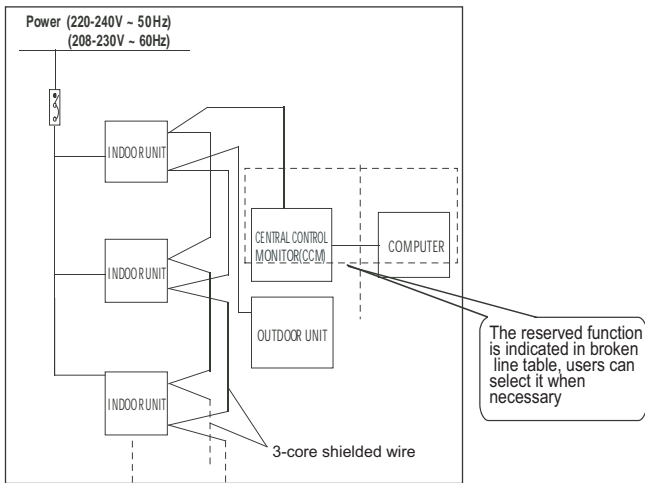 Power (220-240V ~ 50Hz)
(208-230V ~ 60Hz)
INDOOR UNIT
CENTRAL CONTROL
MONITOR(CCM)
COMPUTER
INDOOR UNIT
OUTDOOR UNIT
The reserved function
is indicated in broken
line table, users can
select it when
necessary
INDOOR UNIT
3-core shielded wire